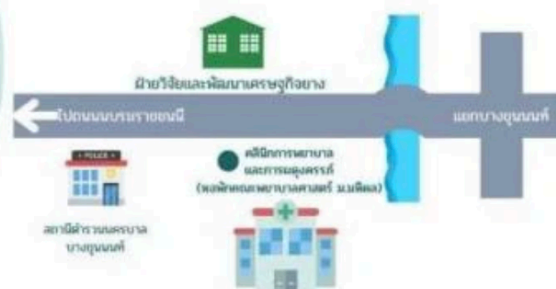 ฝ่ายวิจัยและพัฒนาเศรษฐกิจยาง
ไปถนนบรมราชชนนี
แยกบางขุนนนท์
POLICE
คลินิกการพยาบาล
และการผดุงครรภ์
(หอพักคณะพยาบาลศาสตร์ ม.มหิดล)
สถานีตำรวจนครบาล
บางขุนนนท์